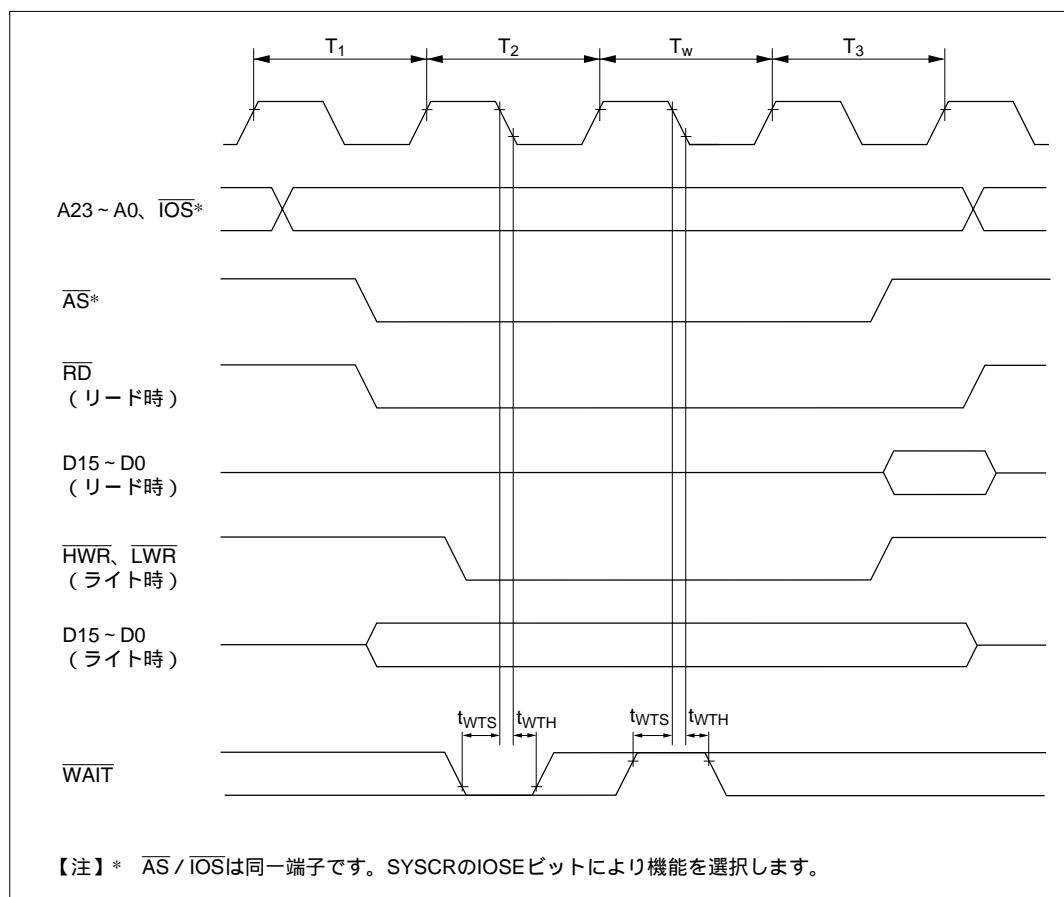 T1 T2 Tw T3
A23~A0、IOS*
AS*
RD
(リード時)
D15~D0
(リード時)
HWR、LWR
(ライト時)
D15~D0
(ライト時)
tWTS tWTH tWTS tWTH
WAIT
【注】* AS / IOSは同一端子です。SYSCRのIOSEビットにより機能を選択します。